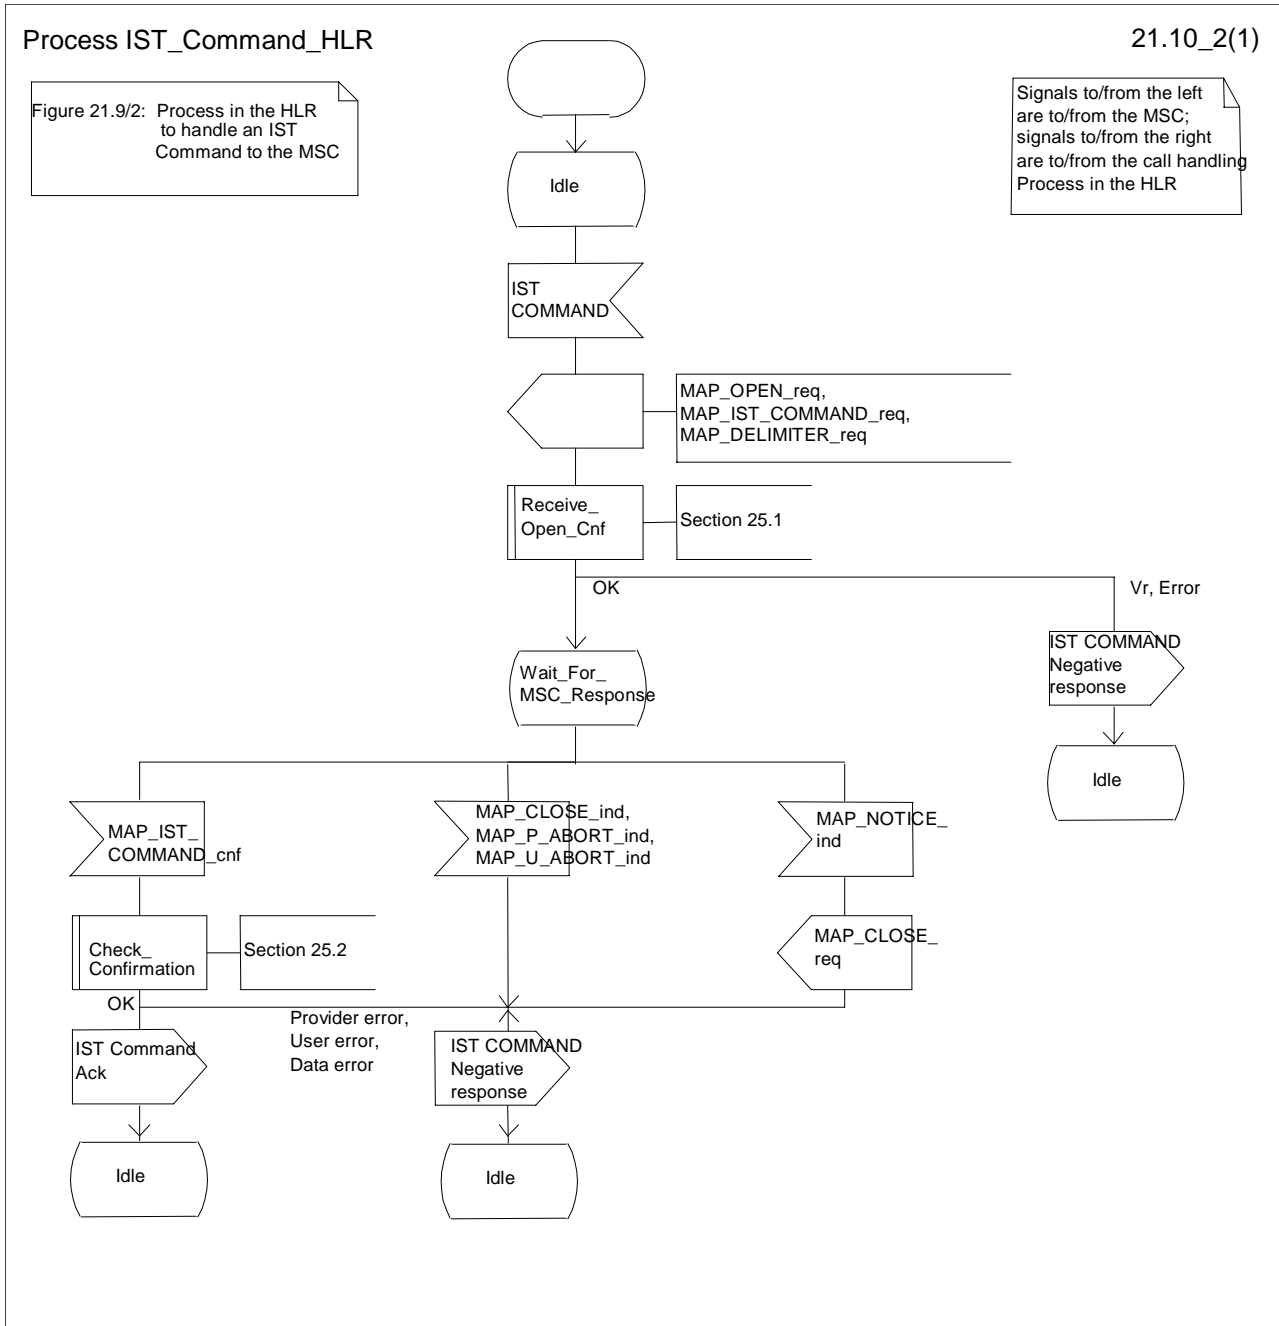 Process IST_Command_HLR
21.10_2(1)
Figure 21.9/2: Process in the HLR
to handle an IST
Command to the MSC
Signals to/from the left
are to/from the MSC;
signals to/from the right
are to/from the call handling
Process in the HLR
Idle
IST
COMMAND
MAP_OPEN_req,
MAP_IST_COMMAND_req,
MAP_DELIMITER_req
Receive_
Open_Cnf
Section 25.1
OK
Vr, Error
IST COMMAND
Negative
response
Wait_For_
MSC_Response
Idle
MAP_IST_
COMMAND_cnf
MAP_CLOSE_ind,
MAP_P_ABORT_ind,
MAP_U_ABORT_ind
MAP_NOTICE_
ind
Check_
Confirmation
Section 25.2
MAP_CLOSE_
req
OK
Provider error,
User error,
Data error
IST Command
Ack
IST COMMAND
Negative
response
Idle
Idle